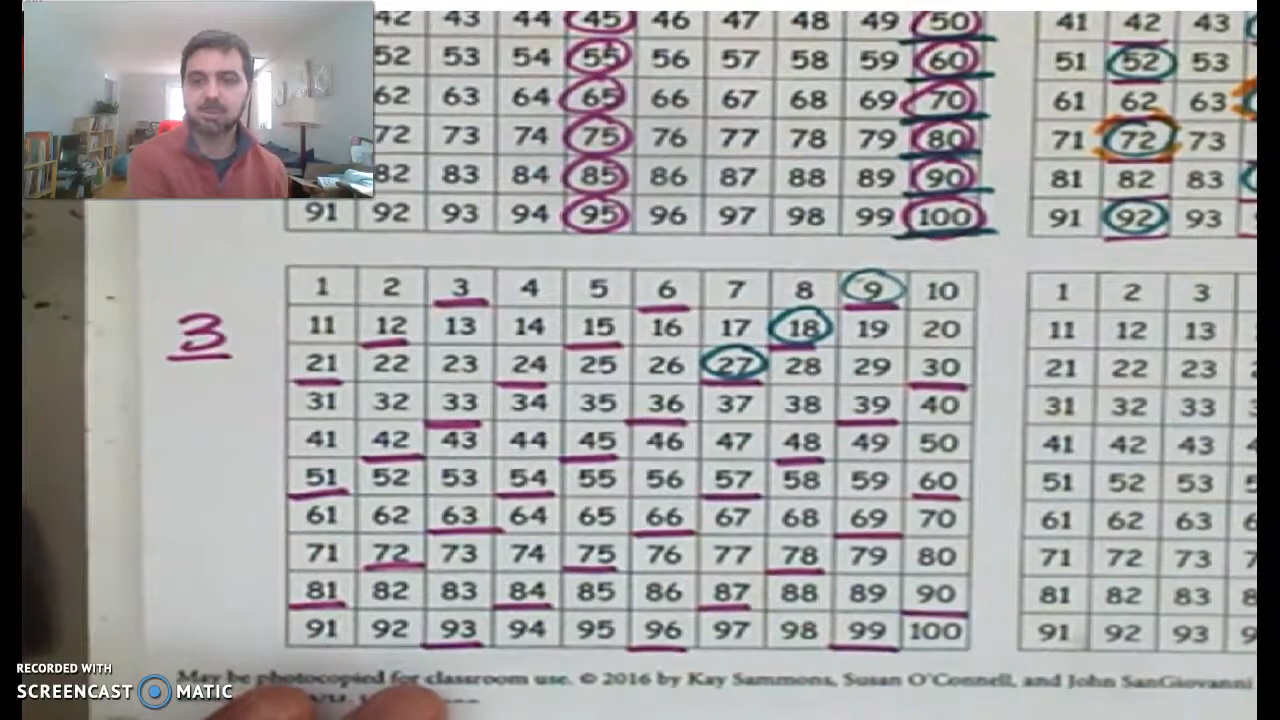 42 43 44 45 46 47 48 49 50 41 42 43
52 53 54 55 56 57 58 59 60 51 52 53
62 63 64 65 66 67 68 69 70 61 62 63
72 73 74 75 76 77 78 79 80 71 72 73
82 83 84 85 86 87 88 89 90 81 82 83
91 92 93 94 95 96 97 98 99 100 91 92 93
3
1 2 3 4 5 6 7 8 9 10 1 2 3
11 12 13 14 15 16 17 18 19 20 11 12 13
21 22 23 24 25 26 27 28 29 30 21 22 23
31 32 33 34 35 36 37 38 39 40 31 32 33
41 42 43 44 45 46 47 48 49 50 41 42 43
51 52 53 54 55 56 57 58 59 60 51 52 53
61 62 63 64 65 66 67 68 69 70 61 62 63
71 72 73 74 75 76 77 78 79 80 71 72 73
81 82 83 84 85 86 87 88 89 90 81 82 83
91 92 93 94 95 96 97 98 99 100 91 92 93
May be photocopied for classroom use. © 2016 by Kay Sammons, Susan O'Connell, and John SanGiovanni
RECORDED WITH
SCREENCAST MATIC